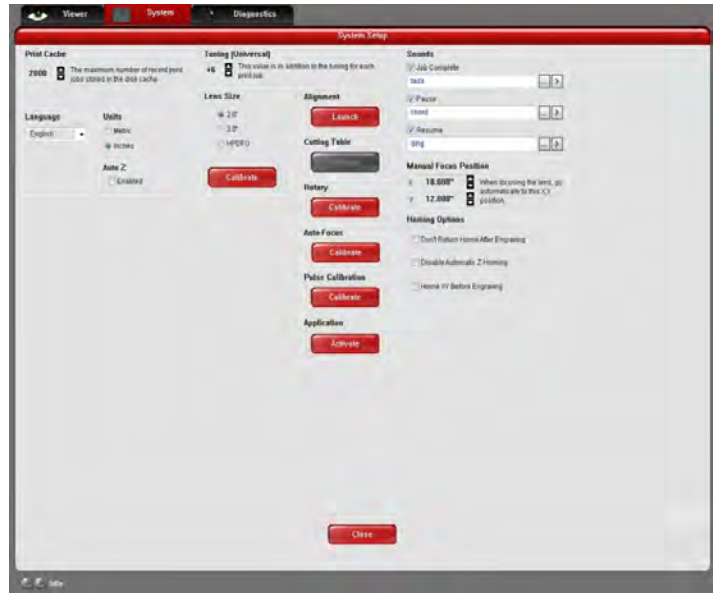 Viewer
System
Diagnostics
System Setup
Print Cache
2000
The maximum number of recent print
jobs stored in the disk cache.
Language
English
Units
Metric
Inches
Auto Z
Enabled
Tuning (Universal)
+6
This value is in addition to the tuning for each
print job.
Lens Size
2.0"
3.0"
HPDFO
Calibrate
Alignment
Launch
Cutting Table
Rotary
Calibrate
Auto Focus
Calibrate
Pulse Calibration
Calibrate
Application
Activate
Sounds
Job Complete
tada
...
>
Pause
chord
Resume
ding
...
>
Manual Focus Position
X 18.000"
Y 12.000"
When focusing the lens, go
automatically to this X,Y
position.
Homing Options
Don't Return Home After Engraving
Disable Automatic Z Homing
Home XY Before Engraving
Close
Idle